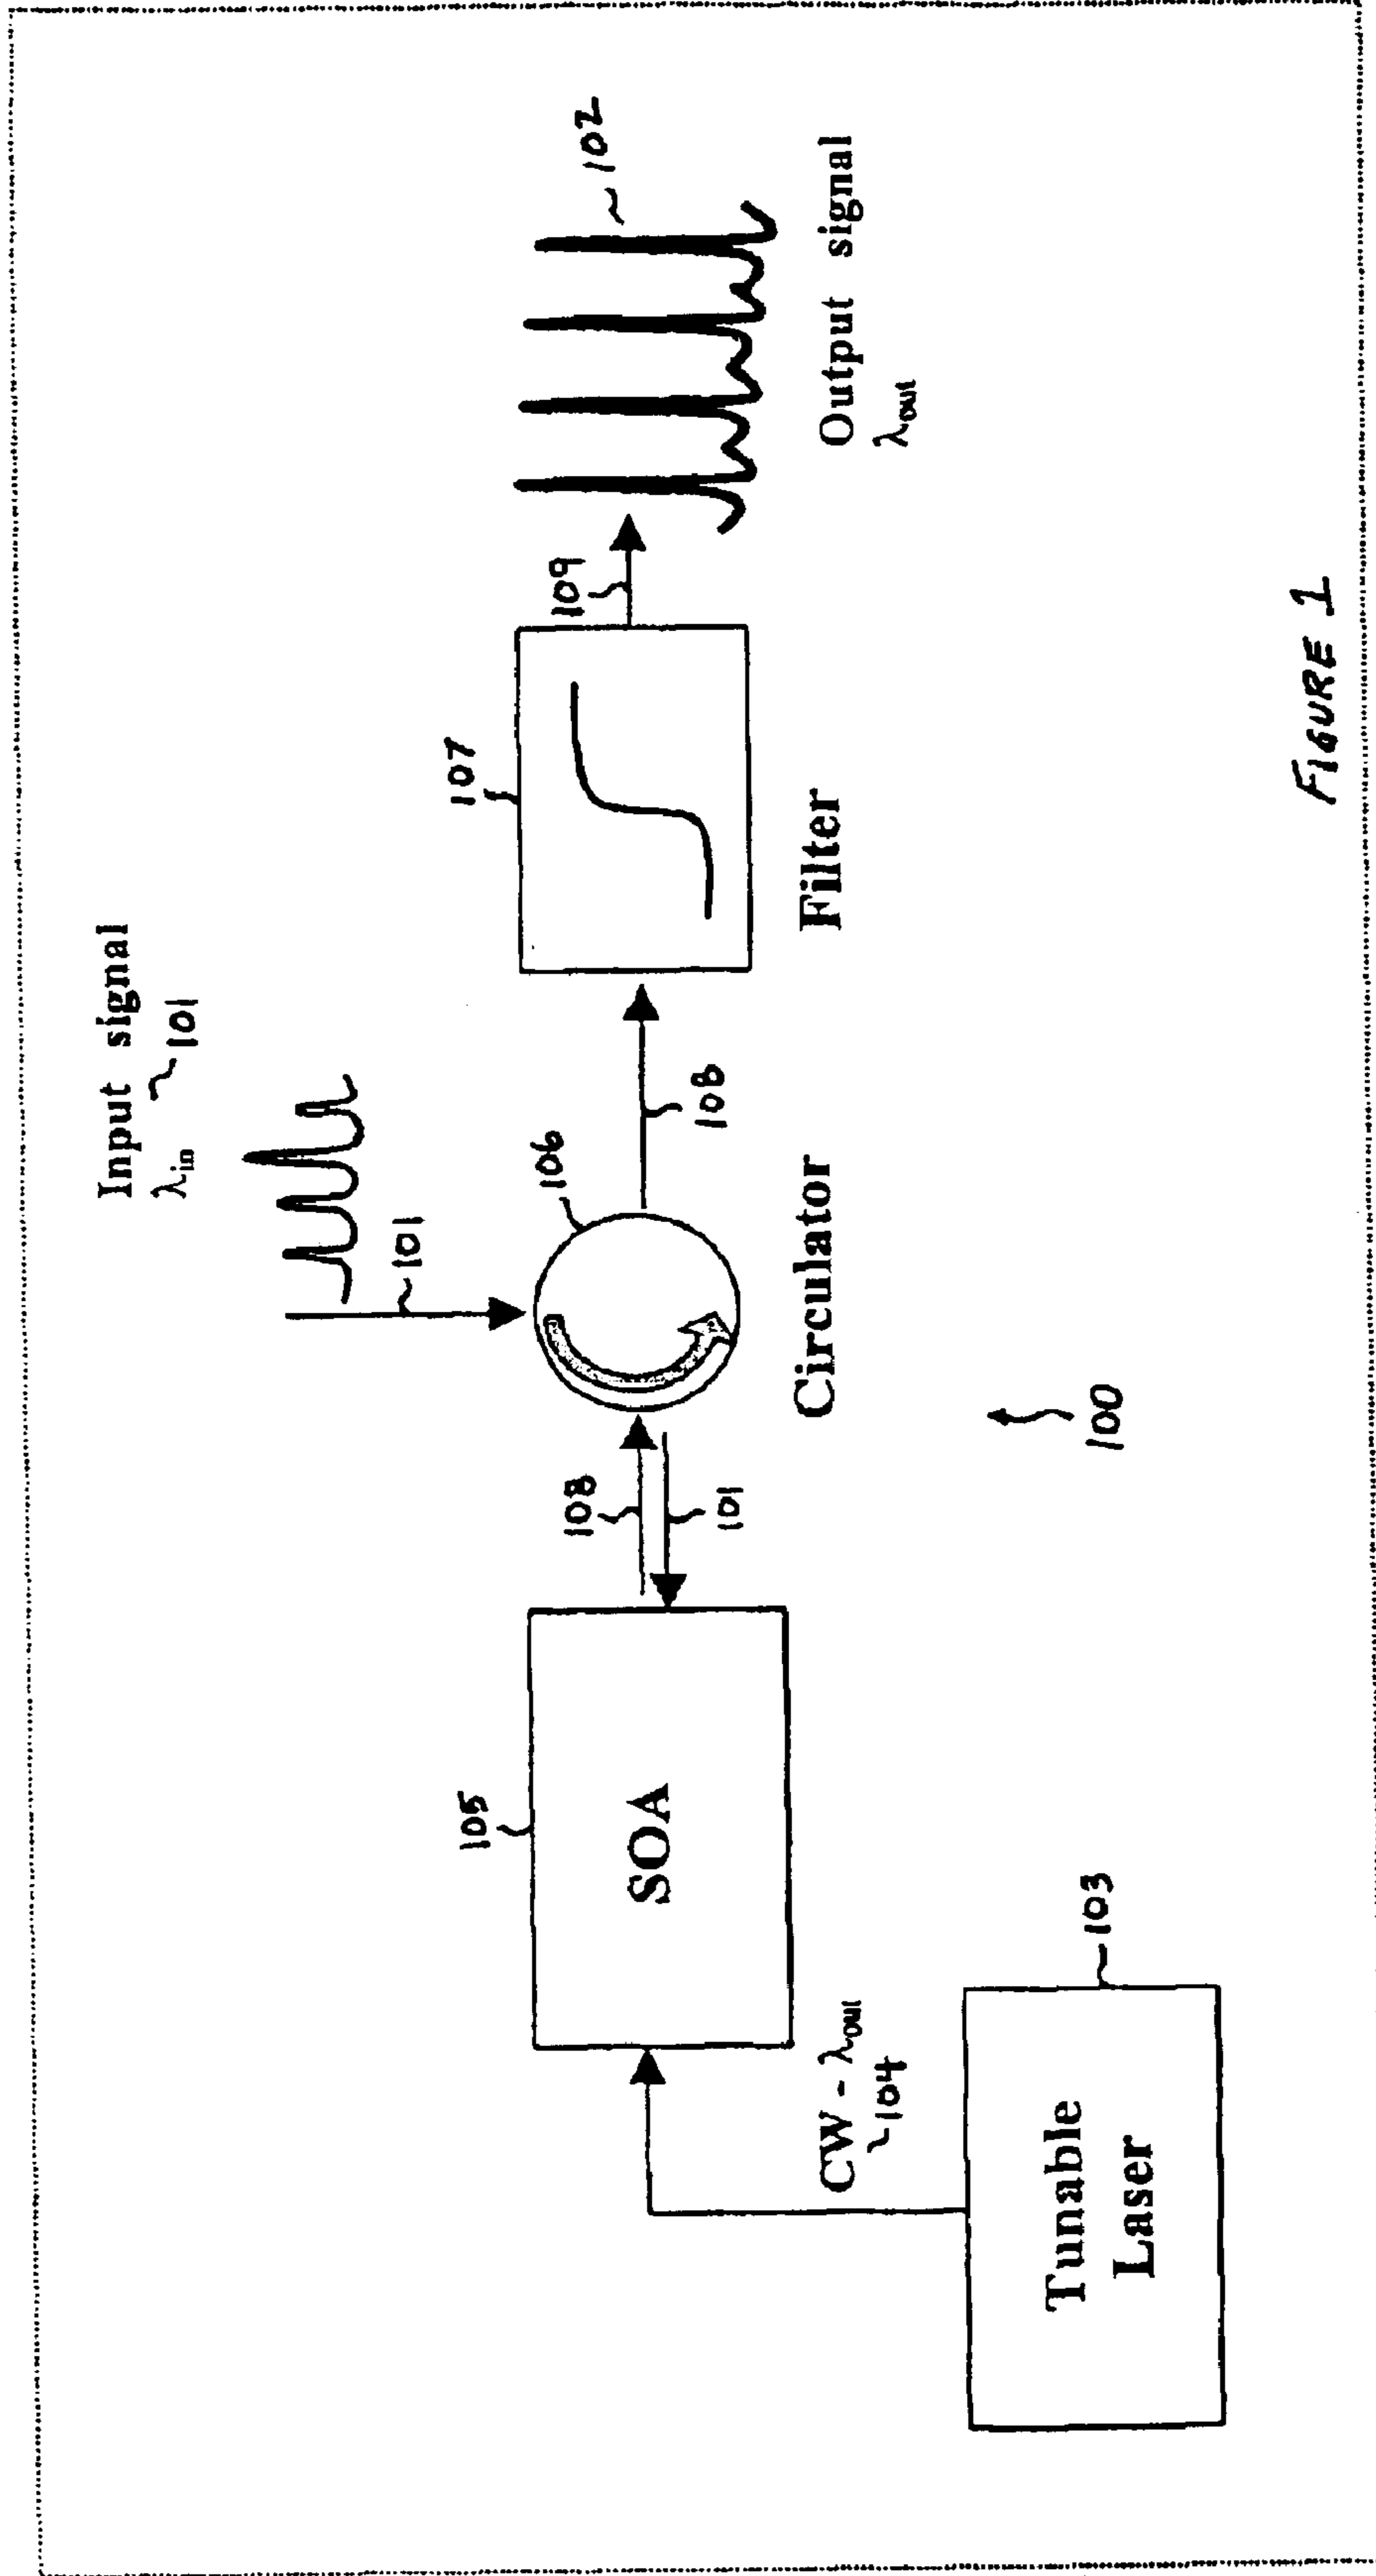 Input signal
λin 101
101
106
107
109
102
Output signal
λout
108
101
108
105
SOA
Circulator
Filter
CW - λout
104
Tunable
Laser
103
100
FIGURE 1